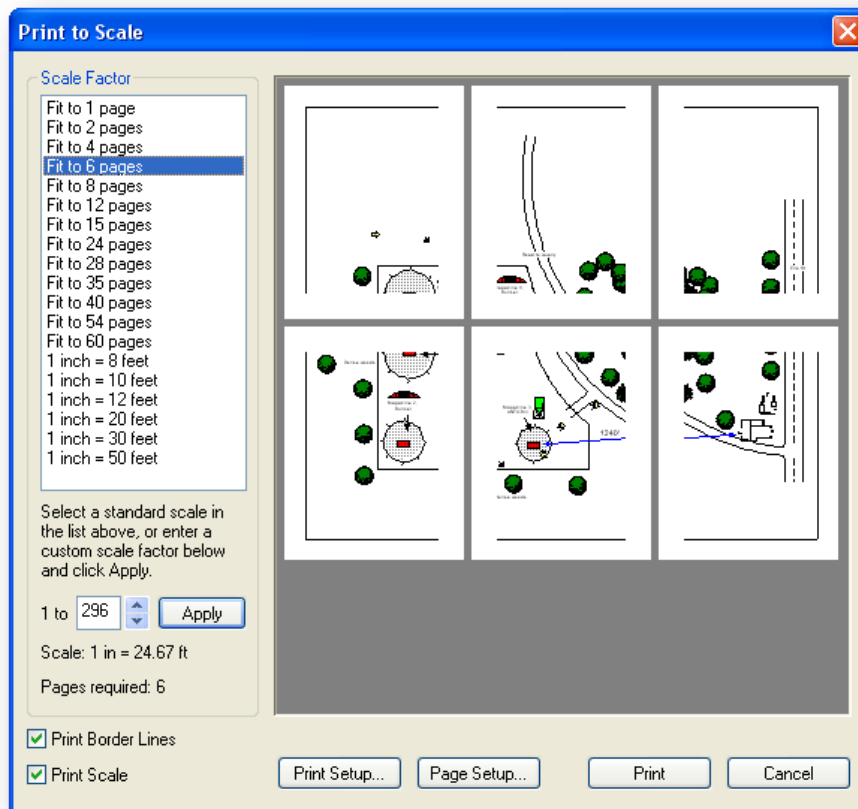 Print to Scale
Scale Factor
Fit to 1 page
Fit to 2 pages
Fit to 4 pages
Fit to 6 pages
Fit to 8 pages
Fit to 12 pages
Fit to 15 pages
Fit to 24 pages
Fit to 28 pages
Fit to 35 pages
Fit to 40 pages
Fit to 54 pages
Fit to 60 pages
1 inch = 8 feet
1 inch = 10 feet
1 inch = 12 feet
1 inch = 20 feet
1 inch = 30 feet
1 inch = 50 feet
Select a standard scale in
the list above, or enter a
custom scale factor below
and click Apply.
1 to 296 Apply
Scale: 1 in = 24.67 ft
Pages required: 6
Print Border Lines
Print Scale
Print Setup...
Page Setup...
Print
Cancel